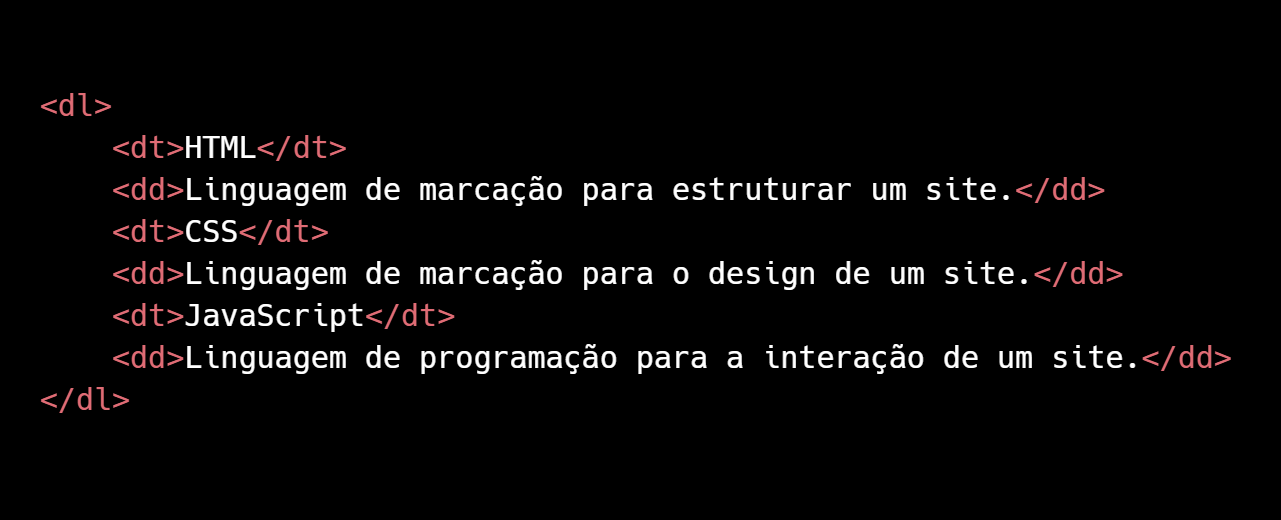 <dl>
    <dt>HTML</dt>
    <dd>Linguagem de marcação para estruturar um site.</dd>
    <dt>CSS</dt>
    <dd>Linguagem de marcação para o design de um site.</dd>
    <dt>JavaScript</dt>
    <dd>Linguagem de programação para a interação de um site.</dd>
</dl>